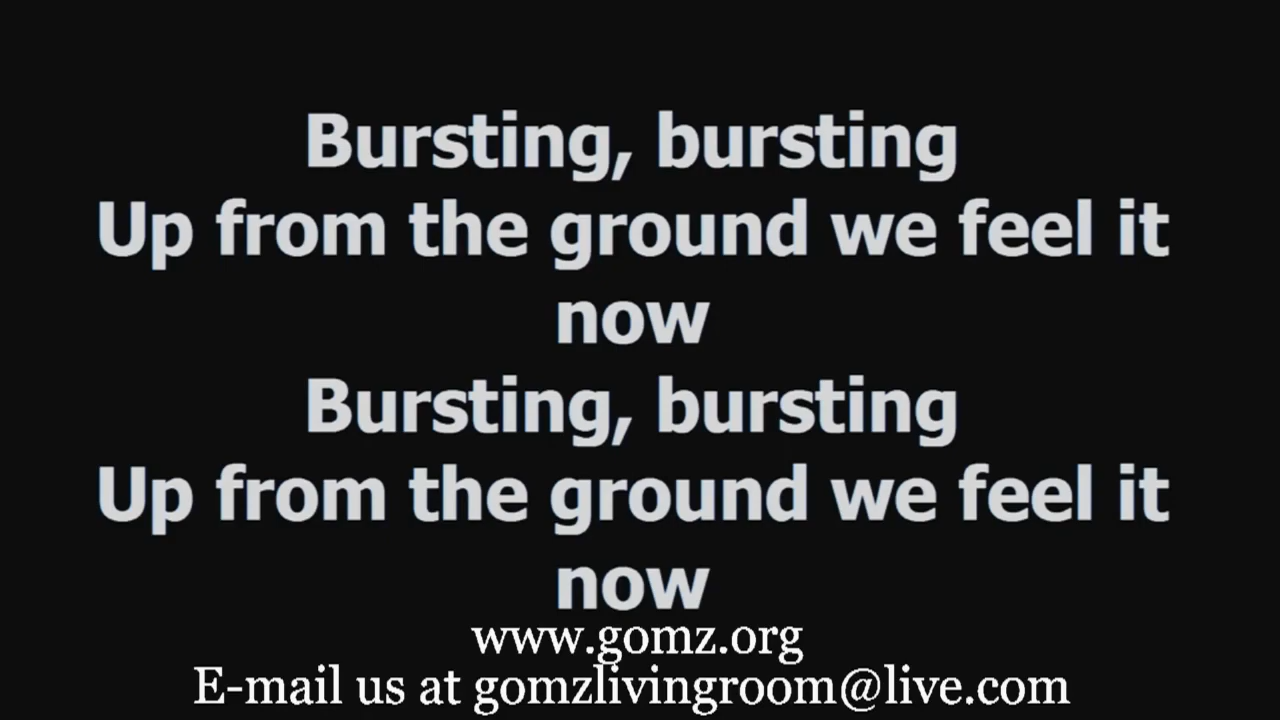 Bursting, bursting
Up from the ground we feel it
now
Bursting, bursting
Up from the ground we feel it
now
www.gomz.org
E-mail us at gomzlivingroom@live.com